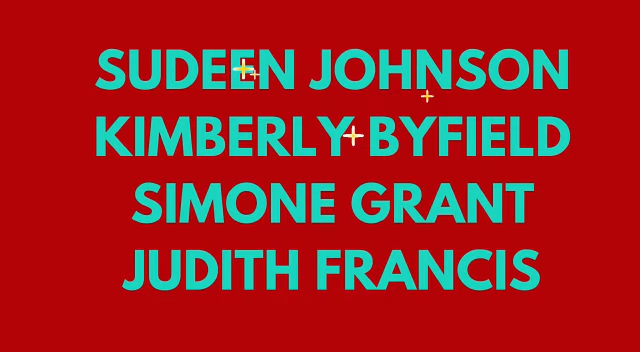 SUDEEN JOHNSON
KIMBERLY BYFIELD
SIMONE GRANT
JUDITH FRANCIS